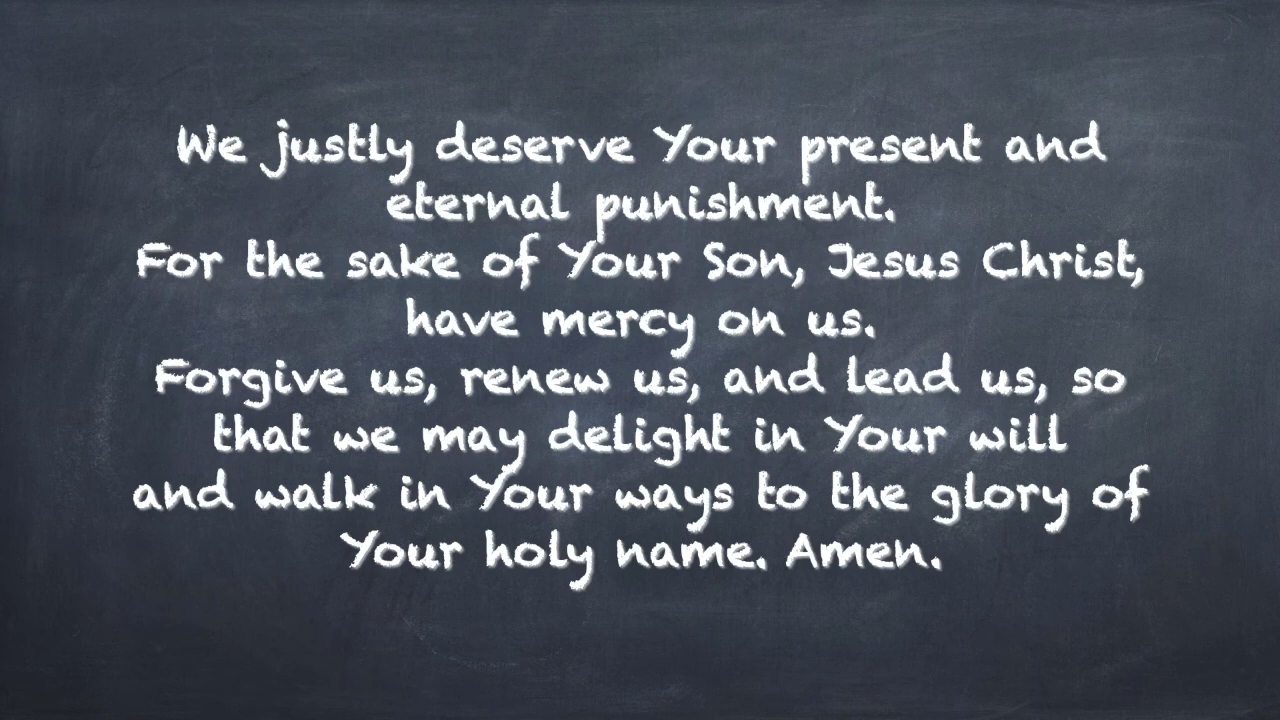 We justly deserve Your present and
eternal punishment.
For the sake of Your Son, Jesus Christ,
have mercy on us.
Forgive us, renew us, and lead us, so
that we may delight in Your will
and walk in Your ways to the glory of
Your holy name. Amen.